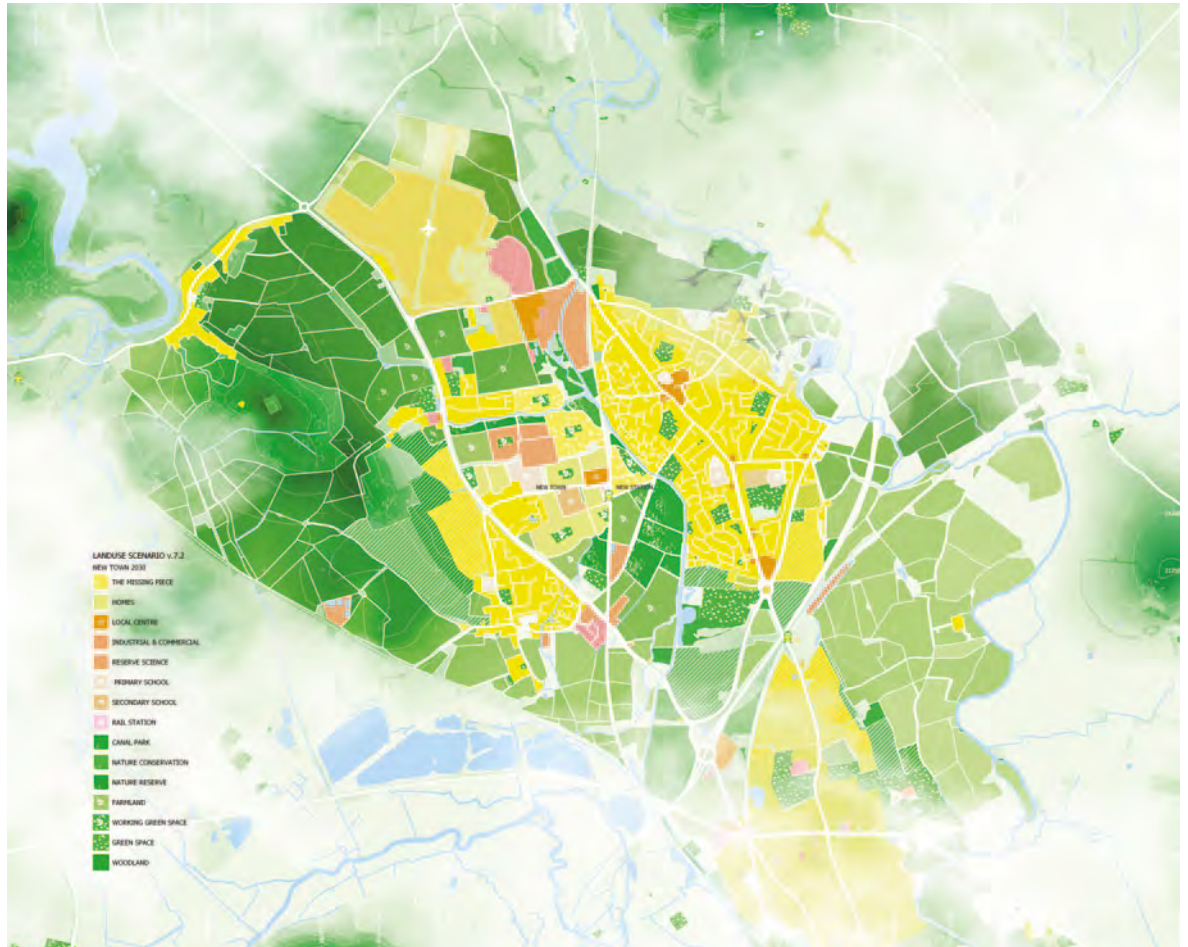 NEW TOWN
NEW STATION
LANDUSE SCENARIO v.7.2
NEW TOWN 2030
THE MISSING PIECE
HOMES
LOCAL CENTRE
INDUSTRIAL & COMMERCIAL
RESERVE SCIENCE
PRIMARY SCHOOL
SECONDARY SCHOOL
RAIL STATION
CANAL PARK
NATURE CONSERVATION
NATURE RESERVE
FARMLAND
WORKING GREEN SPACE
GREEN SPACE
WOODLAND